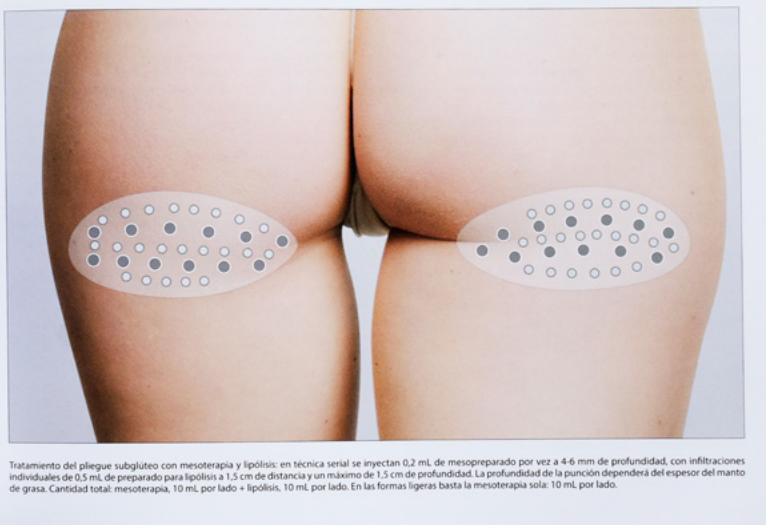 Tratamiento del pliegue subglúteo con mesoterapia y lipólisis: en técnica serial se inyectan 0,2 mL de mesopreparado por vez a 4-6 mm de profundidad, con infiltraciones
individuales de 0,5 mL de preparado para lipólisis a 1,5 cm de distancia y un máximo de 1,5 cm de profundidad. La profundidad de la punción dependerá del espesor del manto
de grasa. Cantidad total: mesoterapia, 10 mL por lado + lipólisis, 10 mL por lado. En las formas ligeras basta la mesoterapia sola: 10 mL por lado.